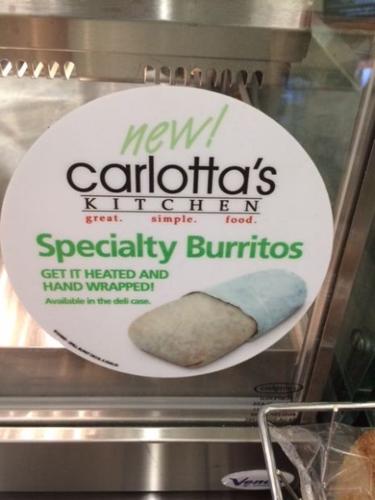 new!
carlotta's
KITCHEN
great. simple. food.
Specialty Burritos
GET IT HEATED AND
HAND WRAPPED!
Available in the deli case.